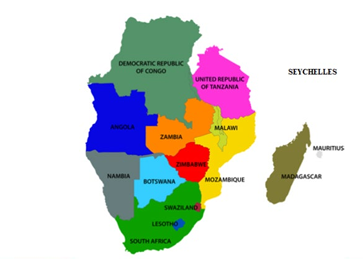 DEMOCRATIC REPUBLIC
OF CONGO
UNITED REPUBLIC
OF TANZANIA
SEYCHELLES
ANGOLA
ZAMBIA
MALAWI
MAURITIUS
ZIMBABWE
NAMBIA
BOTSWANA
MOZAMBIQUE
MADAGASCAR
SWAZILAND
LESOTHO
SOUTH AFRICA